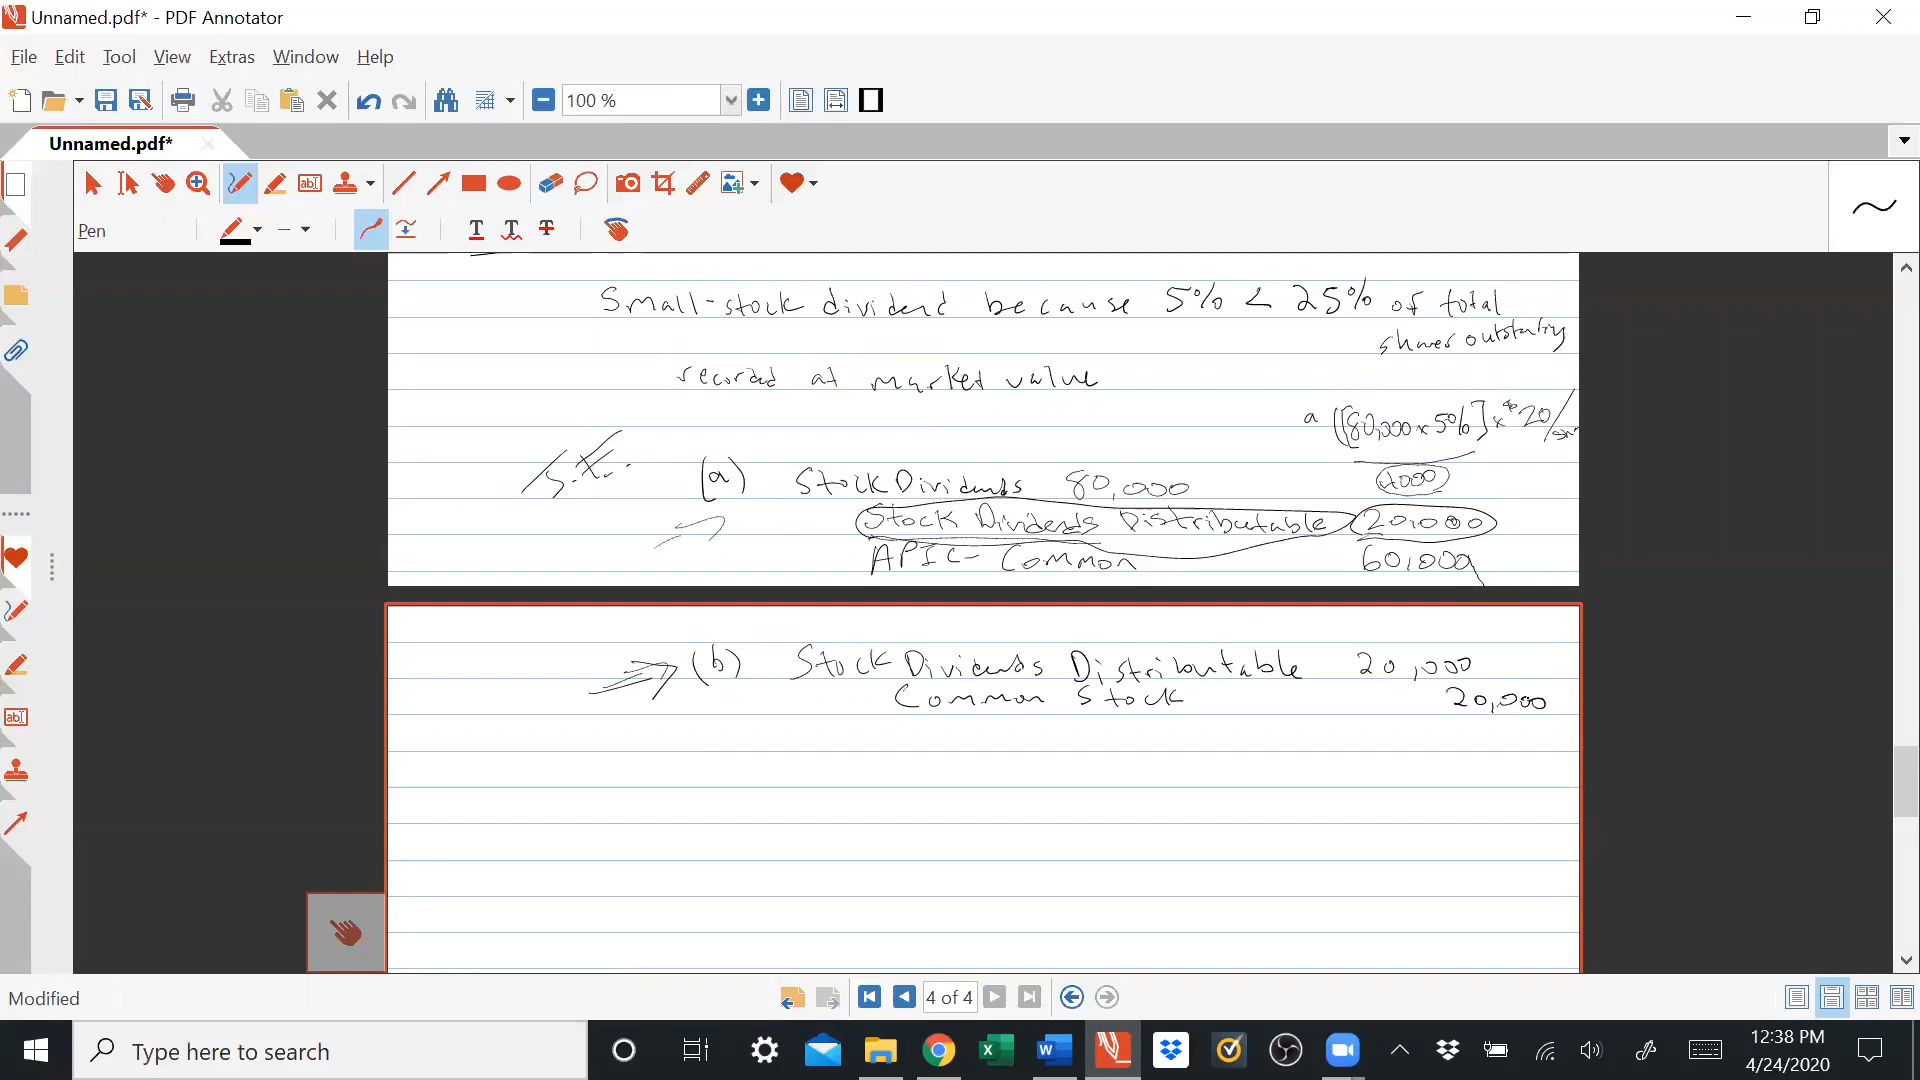 Unnamed.pdf* - PDF Annotator
File Edit Tool View Extras Window Help
100 %
Unnamed.pdf*
Pen
Small-stock dividend because 5% < 25% of total
shares outstanding
recorded at market value
a ([80,000 x 5%] x $20/
(a) Stock Dividends 80,000
4000
Stock Dividends Distributable 20,000
APIC - Common 60,000
(b) Stock Dividends Distributable 20,000
Common Stock 20,000
Modified
4 of 4
Type here to search
12:38 PM
4/24/2020